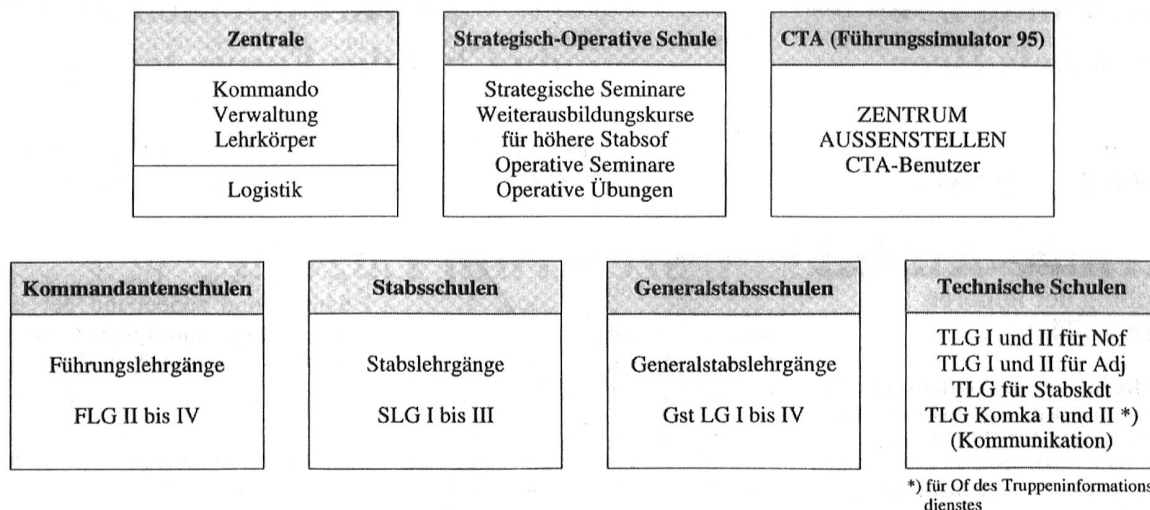 Zentrale
Kommando
Verwaltung
Lehrkörper
Logistik
Strategisch-Operative Schule
Strategische Seminare
Weiterausbildungskurse
für höhere Stabsof
Operative Seminare
Operative Übungen
CTA (Führungssimulator 95)
ZENTRUM
AUSSENSTELLEN
CTA-Benutzer
Kommandantenschulen
Führungslehrgänge
FLG II bis IV
Stabsschulen
Stabslehrgänge
SLG I bis III
Generalstabsschulen
Generalstabslehrgänge
Gst LG I bis IV
Technische Schulen
TLG I und II für Nof
TLG I und II für Adj
TLG für Stabskdt
TLG Komka I und II *)
(Kommunikation)
*) für Of des Truppeninformations
dienstes